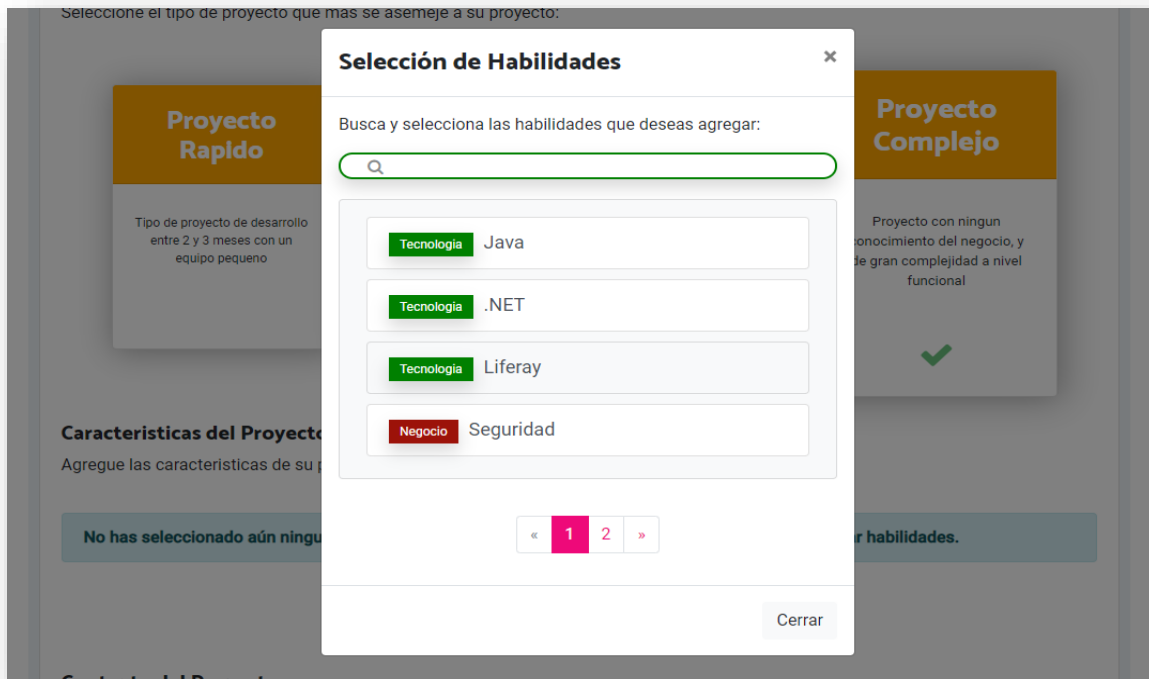 Seleccione el tipo de proyecto que mas se asemeje a su proyecto:
Selección de Habilidades
×
Busca y selecciona las habilidades que deseas agregar:
Tecnologia Java
Tecnologia .NET
Tecnologia Liferay
Negocio Seguridad
« 1 2 »
Cerrar
Proyecto
Rapido
Tipo de proyecto de desarrollo
entre 2 y 3 meses con un
equipo pequeno
Proyecto
Complejo
Proyecto con ningun
conocimiento del negocio, y
de gran complejidad a nivel
funcional
Caracteristicas del Proyecto
Agregue las caracteristicas de su
No has seleccionado aún
habilidades.